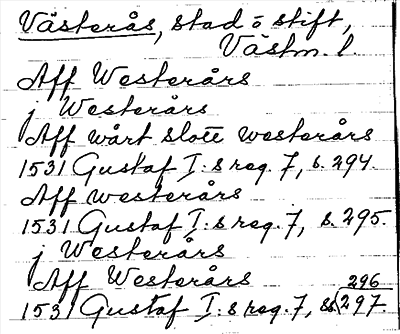 Västerås, stad o stift,
Västm. l.
Aff Westerårs
j Westerårs
Aff wårt slott westerårs
1531 Gustaf I:s reg. 7, s. 294.
Aff westerårs
1531 Gustaf I:s reg. 7, s. 295.
j Westerårs
Aff Westerårs
296
1531 Gustaf I:s reg. 7, ss. 297.